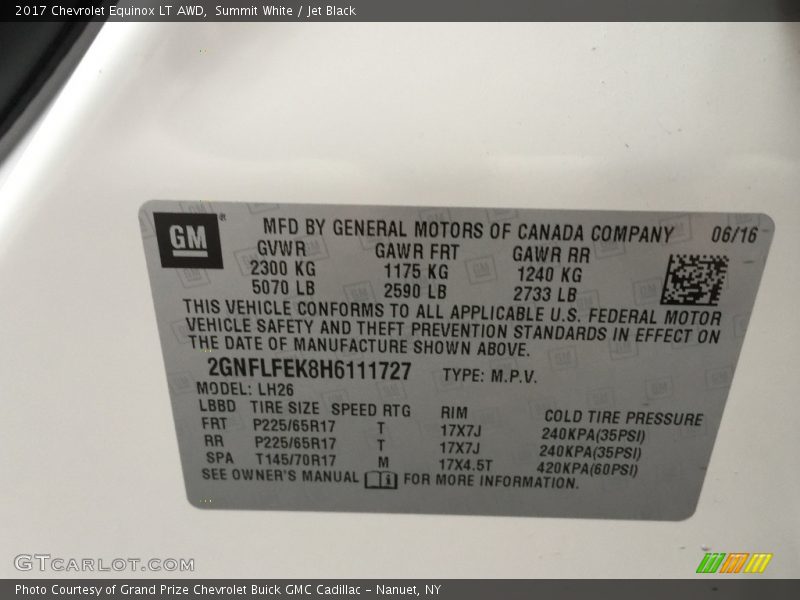 2017 Chevrolet Equinox LT AWD, Summit White / Jet Black
GM® MFD BY GENERAL MOTORS OF CANADA COMPANY 06/16
GVWR GAWR FRT GAWR RR
2300 KG 1175 KG 1240 KG
5070 LB 2590 LB 2733 LB
THIS VEHICLE CONFORMS TO ALL APPLICABLE U.S. FEDERAL MOTOR
VEHICLE SAFETY AND THEFT PREVENTION STANDARDS IN EFFECT ON
THE DATE OF MANUFACTURE SHOWN ABOVE.
2GNFLFEK8H6111727 TYPE: M.P.V.
MODEL: LH26
LBBD TIRE SIZE SPEED RTG RIM COLD TIRE PRESSURE
FRT P225/65R17 T 17X7J 240KPA(35PSI)
RR P225/65R17 T 17X7J 240KPA(35PSI)
SPA T145/70R17 M 17X4.5T 420KPA(60PSI)
SEE OWNER'S MANUAL FOR MORE INFORMATION.
GTCARLOT.COM
Photo Courtesy of Grand Prize Chevrolet Buick GMC Cadillac – Nanuet, NY